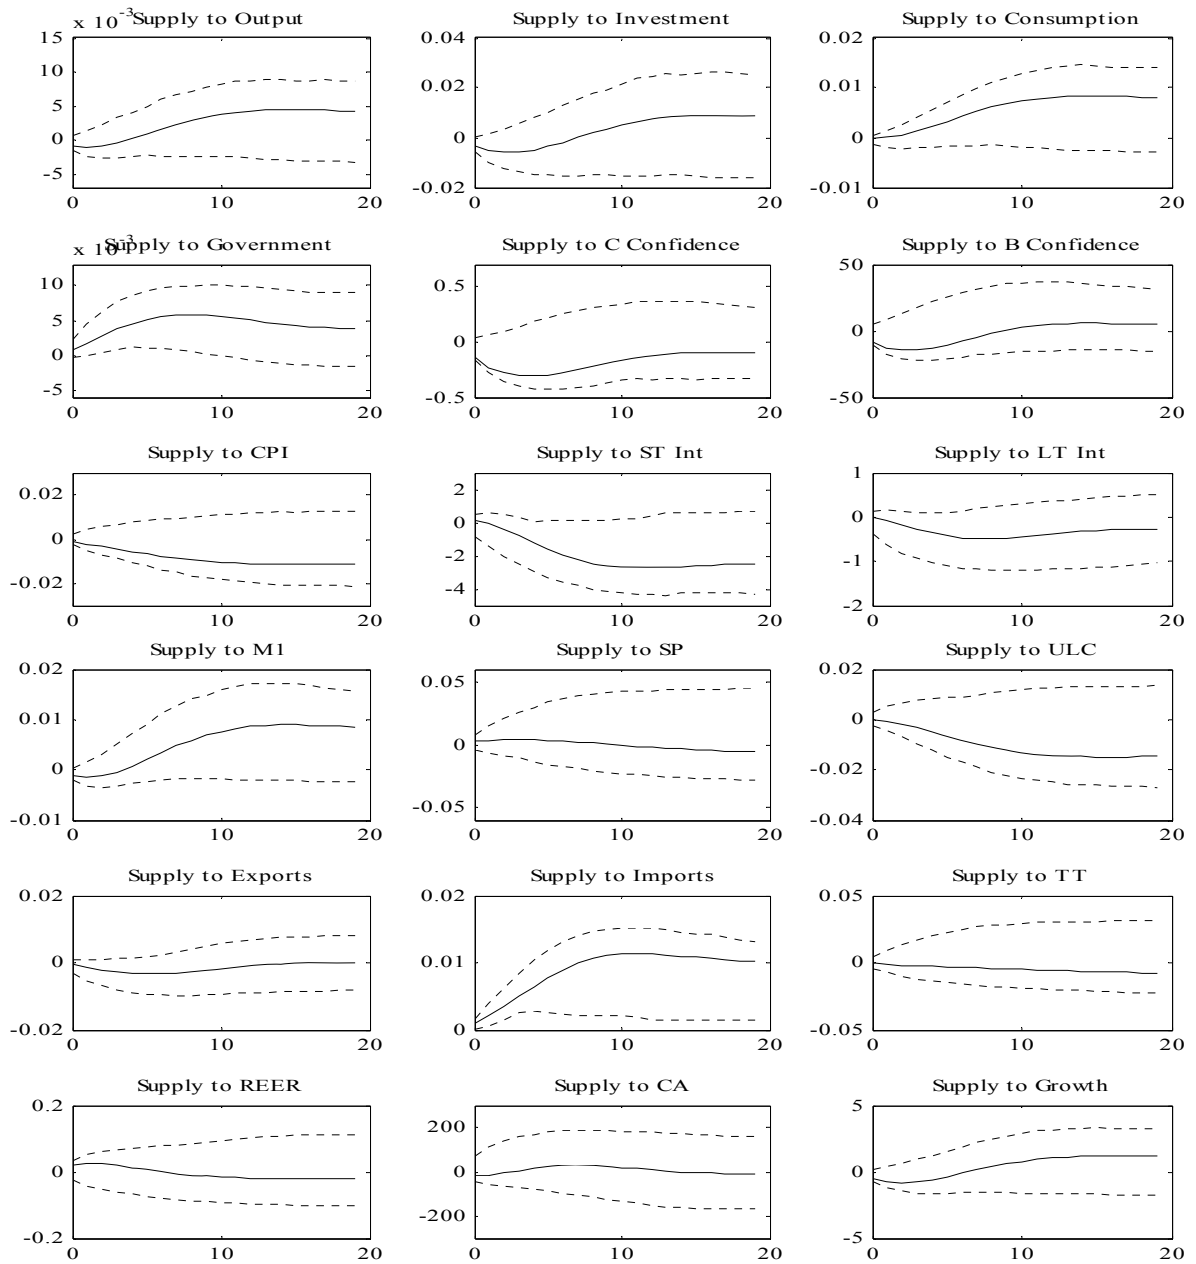 x 10-3 Supply to Output Supply to Investment Supply to Consumption
15 0.04 0.02
10 0.02 0.01
5
0 0 0
-5
-0.02 -0.01
0 10 20 0 10 20 0 10 20
x 10-3 Supply to Government Supply to C Confidence Supply to B Confidence
10 0.5 50
5
0 0 0
-5 -0.5 -50
0 10 20 0 10 20 0 10 20
Supply to CPI Supply to ST Int Supply to LT Int
0.02 2 1
0 0 0
-2 -1
-0.02 -4 -2
0 10 20 0 10 20 0 10 20
Supply to M1 Supply to SP Supply to ULC
0.02 0.05 0.02
0.01 0
0 0 -0.02
-0.01 -0.05 -0.04
0 10 20 0 10 20 0 10 20
Supply to Exports Supply to Imports Supply to TT
0.02 0.02 0.05
0 0.01 0
-0.02 0 -0.05
0 10 20 0 10 20 0 10 20
Supply to REER Supply to CA Supply to Growth
0.2 200 5
0 0 0
-0.2 -200 -5
0 10 20 0 10 20 0 10 20